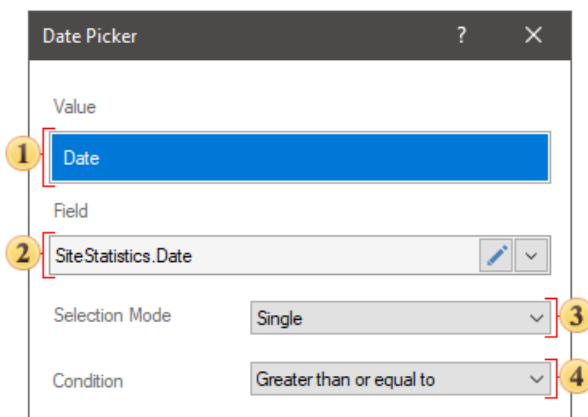 Date Picker ? ×
Value
1 Date
Field
2 SiteStatistics.Date
Selection Mode Single 3
Condition Greater than or equal to 4